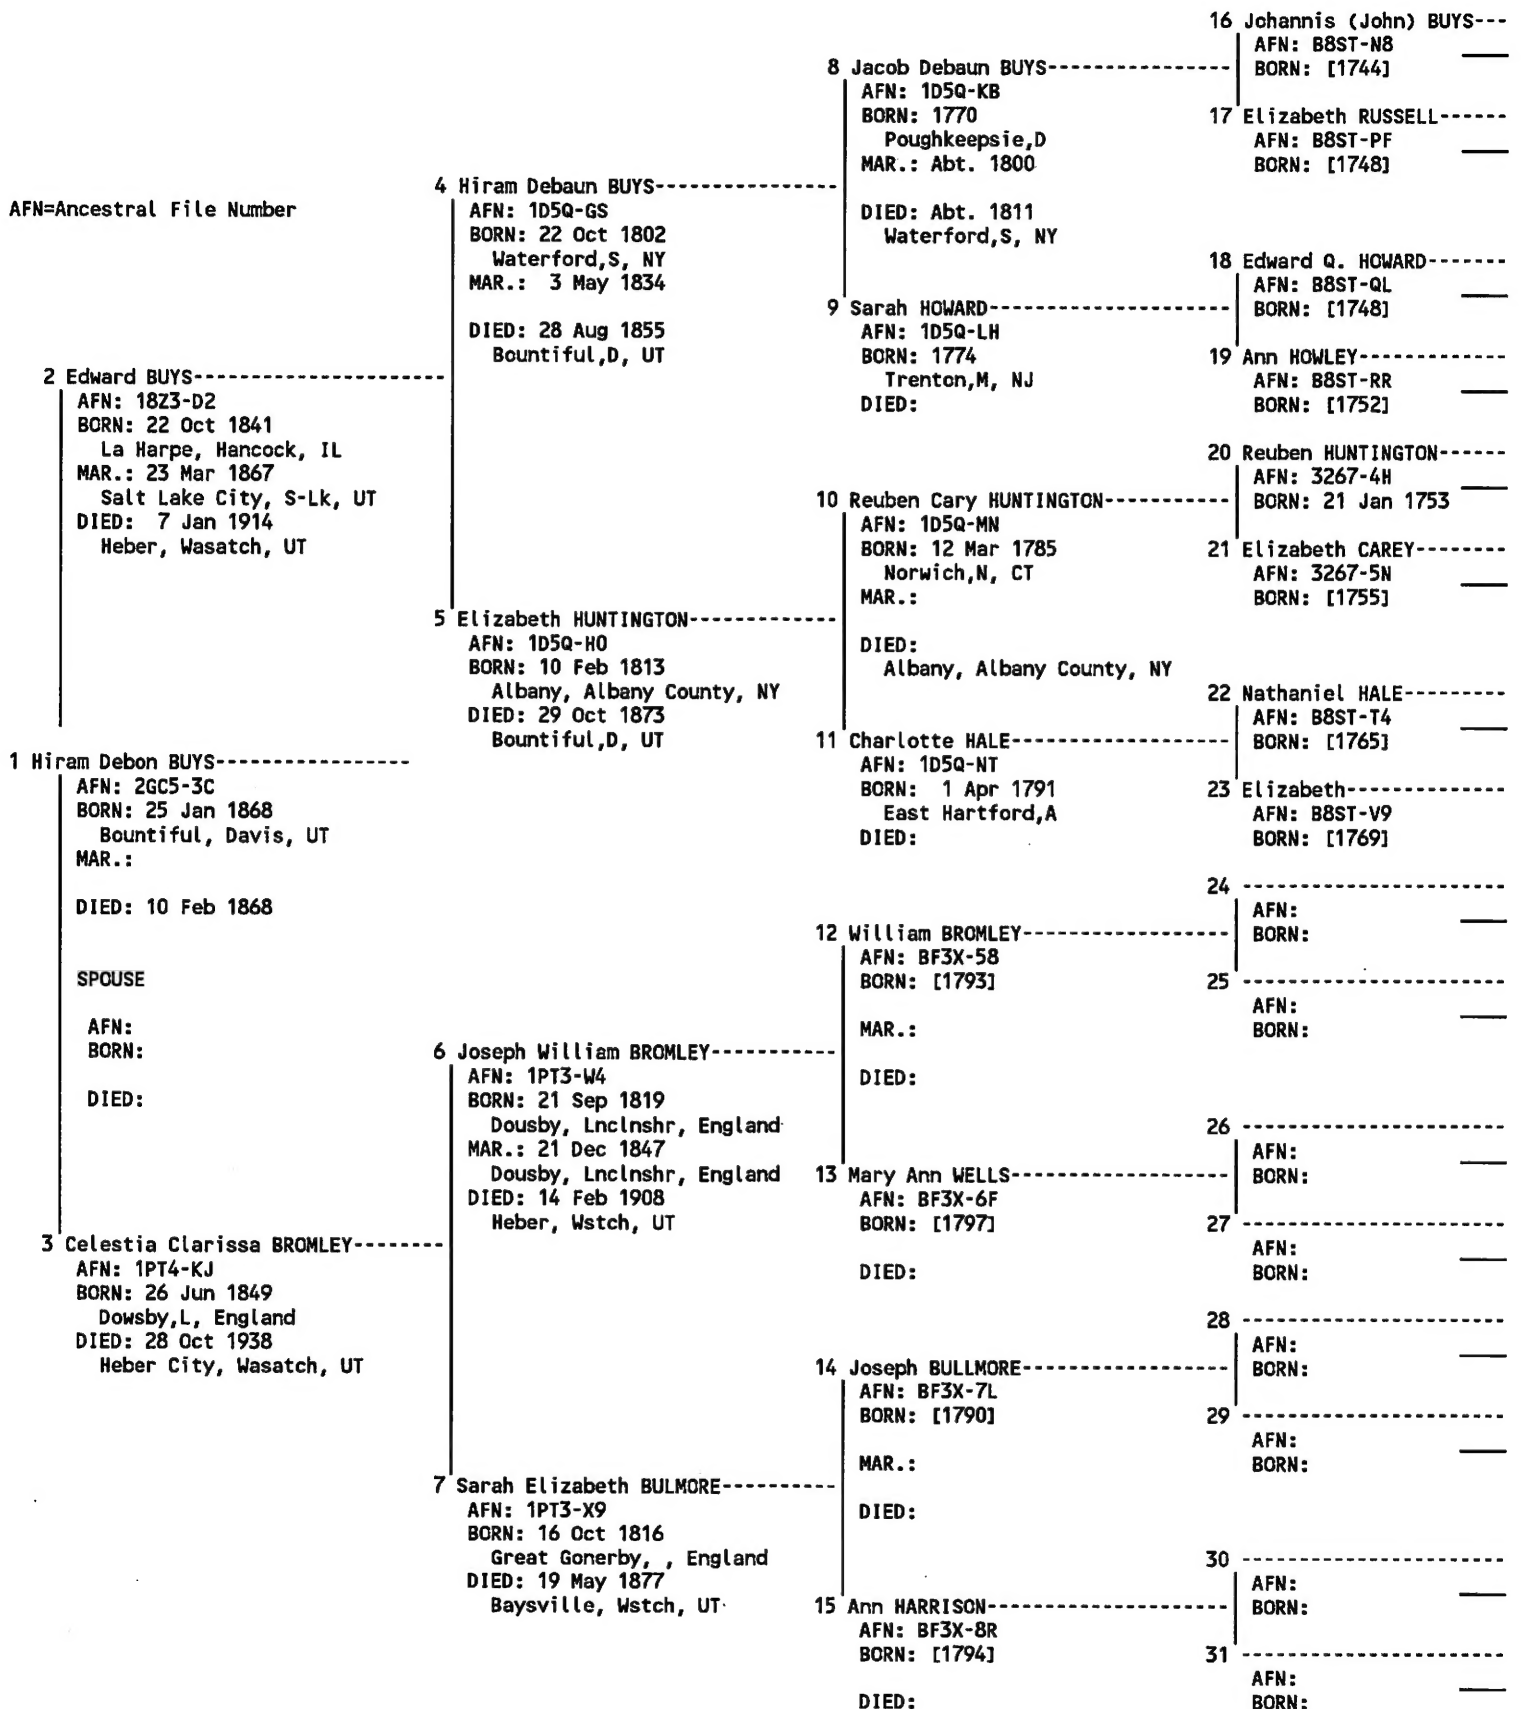 AFN=Ancestral File Number
1 Hiram Debon BUYS----------------
AFN: 2GC5-3C
BORN: 25 Jan 1868
Bountiful, Davis, UT
MAR.:
DIED: 10 Feb 1868
SPOUSE
AFN:
BORN:
DIED:
2 Edward BUYS---------------------
AFN: 18Z3-D2
BORN: 22 Oct 1841
La Harpe, Hancock, IL
MAR.: 23 Mar 1867
Salt Lake City, S-Lk, UT
DIED: 7 Jan 1914
Heber, Wasatch, UT
3 Celestia Clarissa BROMLEY--------
AFN: 1PT4-KJ
BORN: 26 Jun 1849
Dowsby,L, England
DIED: 28 Oct 1938
Heber City, Wasatch, UT
4 Hiram Debaun BUYS---------------
AFN: 1D5Q-GS
BORN: 22 Oct 1802
Waterford,S, NY
MAR.: 3 May 1834
DIED: 28 Aug 1855
Bountiful,D, UT
5 Elizabeth HUNTINGTON------------
AFN: 1D5Q-H0
BORN: 10 Feb 1813
Albany, Albany County, NY
DIED: 29 Oct 1873
Bountiful,D, UT
6 Joseph William BROMLEY----------
AFN: 1PT3-W4
BORN: 21 Sep 1819
Dousby, Lnclnshr, England
MAR.: 21 Dec 1847
Dousby, Lnclnshr, England
DIED: 14 Feb 1908
Heber, Wstch, UT
7 Sarah Elizabeth BULMORE---------
AFN: 1PT3-X9
BORN: 16 Oct 1816
Great Gonerby, , England
DIED: 19 May 1877
Baysville, Wstch, UT
8 Jacob Debaun BUYS---------------
AFN: 1D5Q-KB
BORN: 1770
Poughkeepsie,D
MAR.: Abt. 1800
DIED: Abt. 1811
Waterford,S, NY
9 Sarah HOWARD--------------------
AFN: 1D5Q-LH
BORN: 1774
Trenton,M, NJ
DIED:
10 Reuben Cary HUNTINGTON----------
AFN: 1D5Q-MN
BORN: 12 Mar 1785
Norwich,N, CT
MAR.:
DIED:
Albany, Albany County, NY
11 Charlotte HALE------------------
AFN: 1D5Q-NT
BORN: 1 Apr 1791
East Hartford,A
DIED:
12 William BROMLEY-----------------
AFN: BF3X-58
BORN: [1793]
MAR.:
DIED:
13 Mary Ann WELLS------------------
AFN: BF3X-6F
BORN: [1797]
DIED:
14 Joseph BULLMORE-----------------
AFN: BF3X-7L
BORN: [1790]
MAR.:
DIED:
15 Ann HARRISON--------------------
AFN: BF3X-8R
BORN: [1794]
DIED:
16 Johannis (John) BUYS---
AFN: B8ST-N8
BORN: [1744]
17 Elizabeth RUSSELL------
AFN: B8ST-PF
BORN: [1748]
18 Edward Q. HOWARD-------
AFN: B8ST-QL
BORN: [1748]
19 Ann HOWLEY-------------
AFN: B8ST-RR
BORN: [1752]
20 Reuben HUNTINGTON------
AFN: 3267-4H
BORN: 21 Jan 1753
21 Elizabeth CAREY--------
AFN: 3267-5N
BORN: [1755]
22 Nathaniel HALE---------
AFN: B8ST-T4
BORN: [1765]
23 Elizabeth--------------
AFN: B8ST-V9
BORN: [1769]
24 -----------------------
AFN:
BORN:
25 -----------------------
AFN:
BORN:
26 -----------------------
AFN:
BORN:
27 -----------------------
AFN:
BORN:
28 -----------------------
AFN:
BORN:
29 -----------------------
AFN:
BORN:
30 -----------------------
AFN:
BORN:
31 -----------------------
AFN:
BORN: